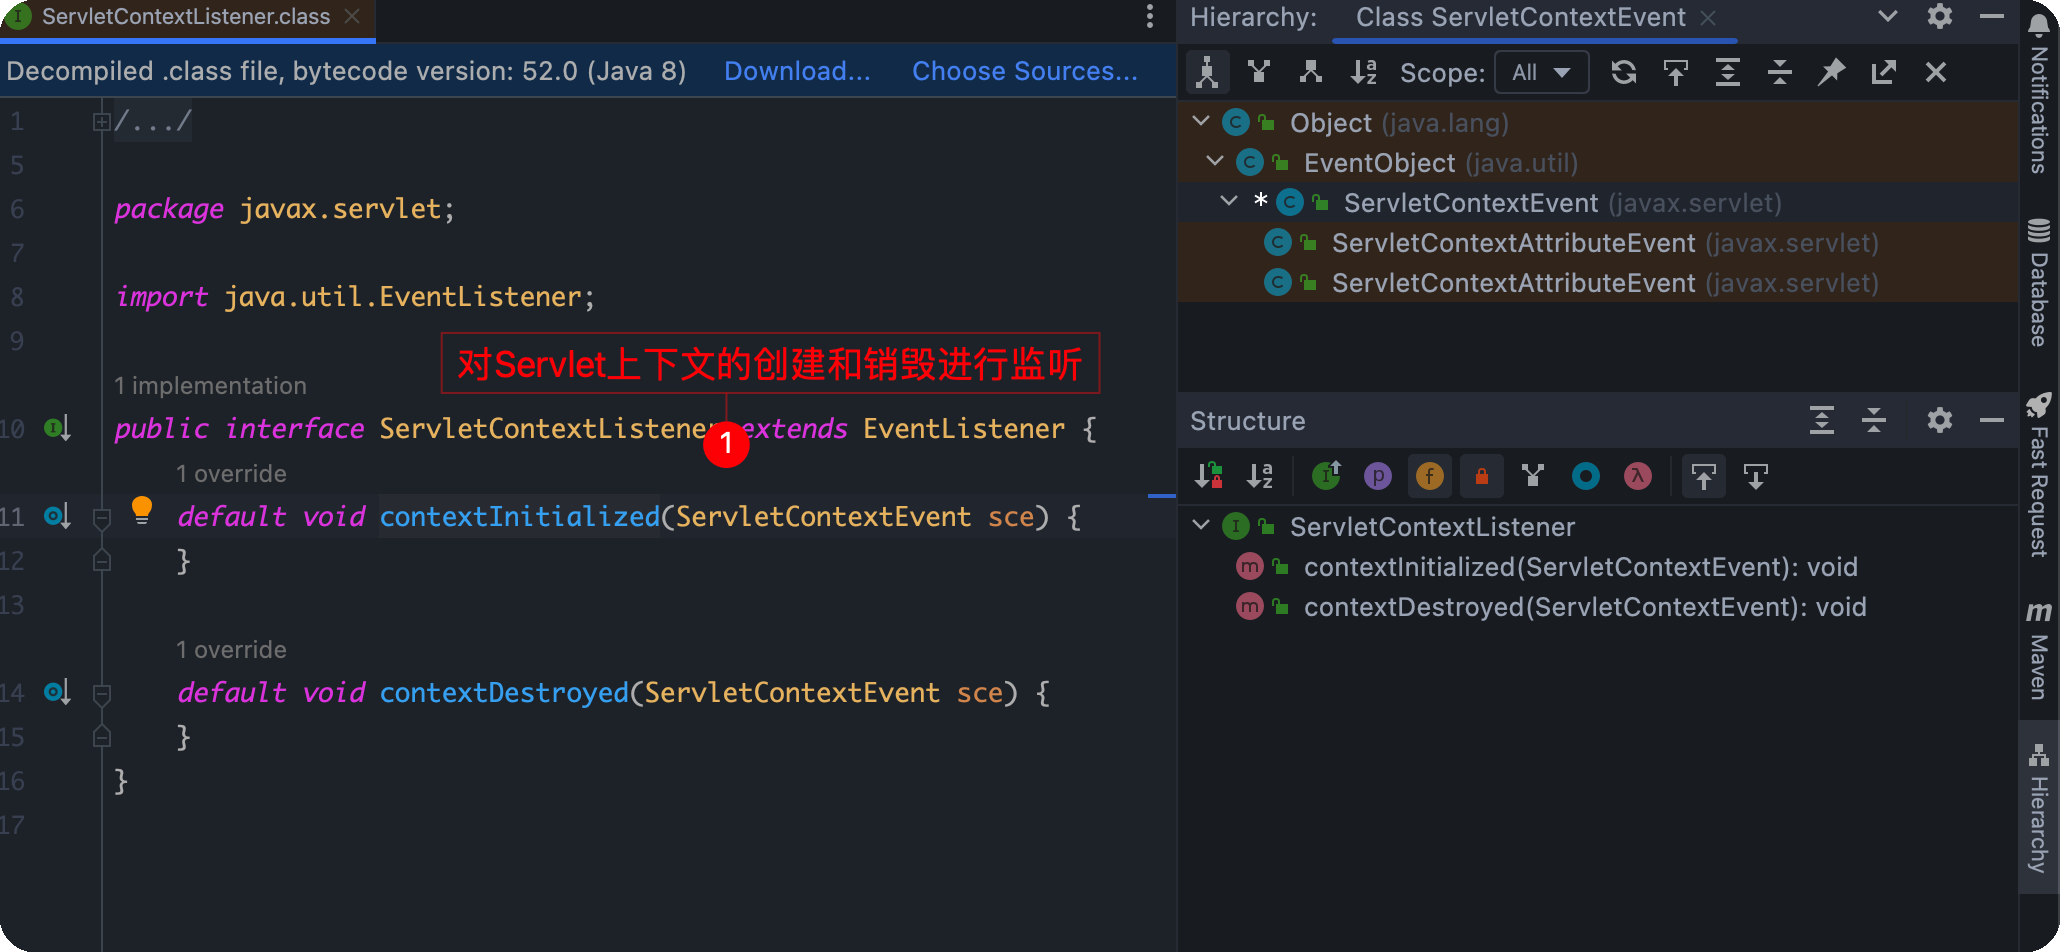 ServletContextListener.class
Decompiled .class file, bytecode version: 52.0 (Java 8) Download... Choose Sources...
1 /.../
5
6 package javax.servlet;
7
8 import java.util.EventListener;
9
对Servlet上下文的创建和销毁进行监听
1 implementation
10 public interface ServletContextListener extends EventListener {
1
1 override
11 default void contextInitialized(ServletContextEvent sce) {
12 }
13
1 override
14 default void contextDestroyed(ServletContextEvent sce) {
15 }
16 }
17
Hierarchy: Class ServletContextEvent
Scope: All
Object (java.lang)
EventObject (java.util)
* ServletContextEvent (javax.servlet)
ServletContextAttributeEvent (javax.servlet)
ServletContextAttributeEvent (javax.servlet)
Structure
ServletContextListener
contextInitialized(ServletContextEvent): void
contextDestroyed(ServletContextEvent): void
Notifications
Database
Fast Request
Maven
Hierarchy